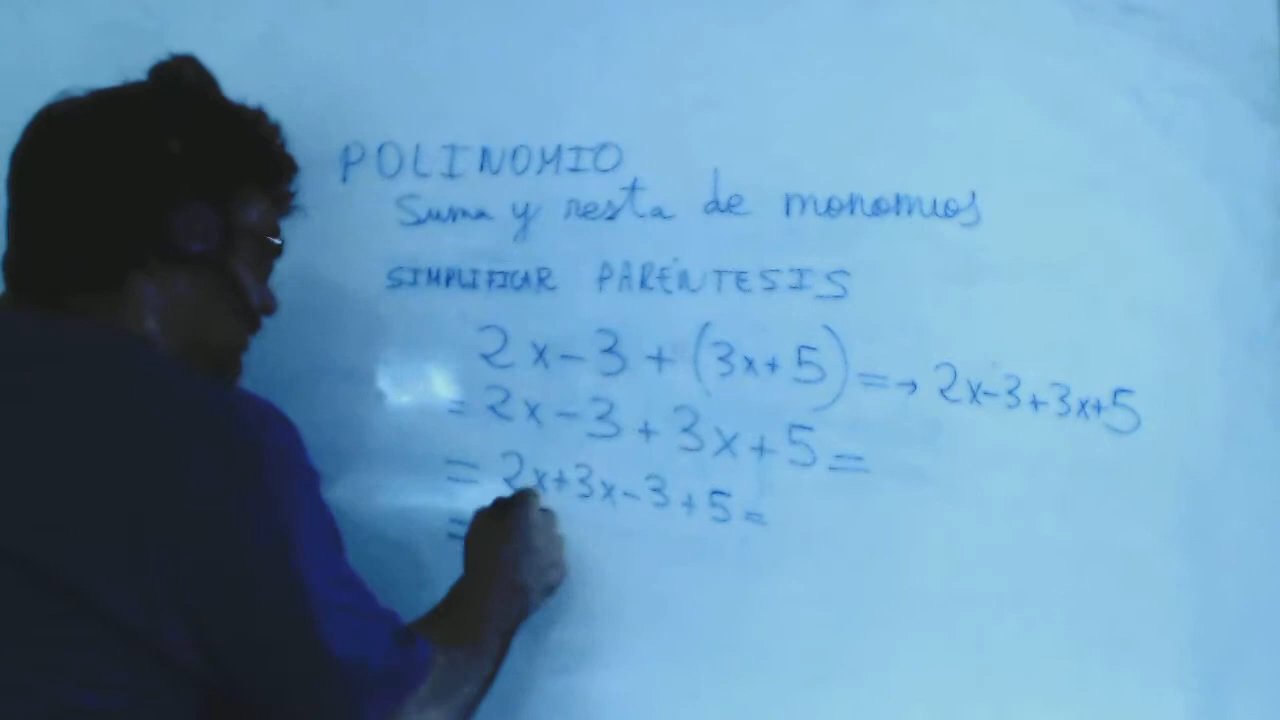 POLINOMIO
Suma y resta de monomios
SIMPLIFICAR PARÉNTESIS
2x-3+(3x+5)=→ 2x-3+3x+5
= 2x-3+3x+5=
= 2x+3x-3+5=
=